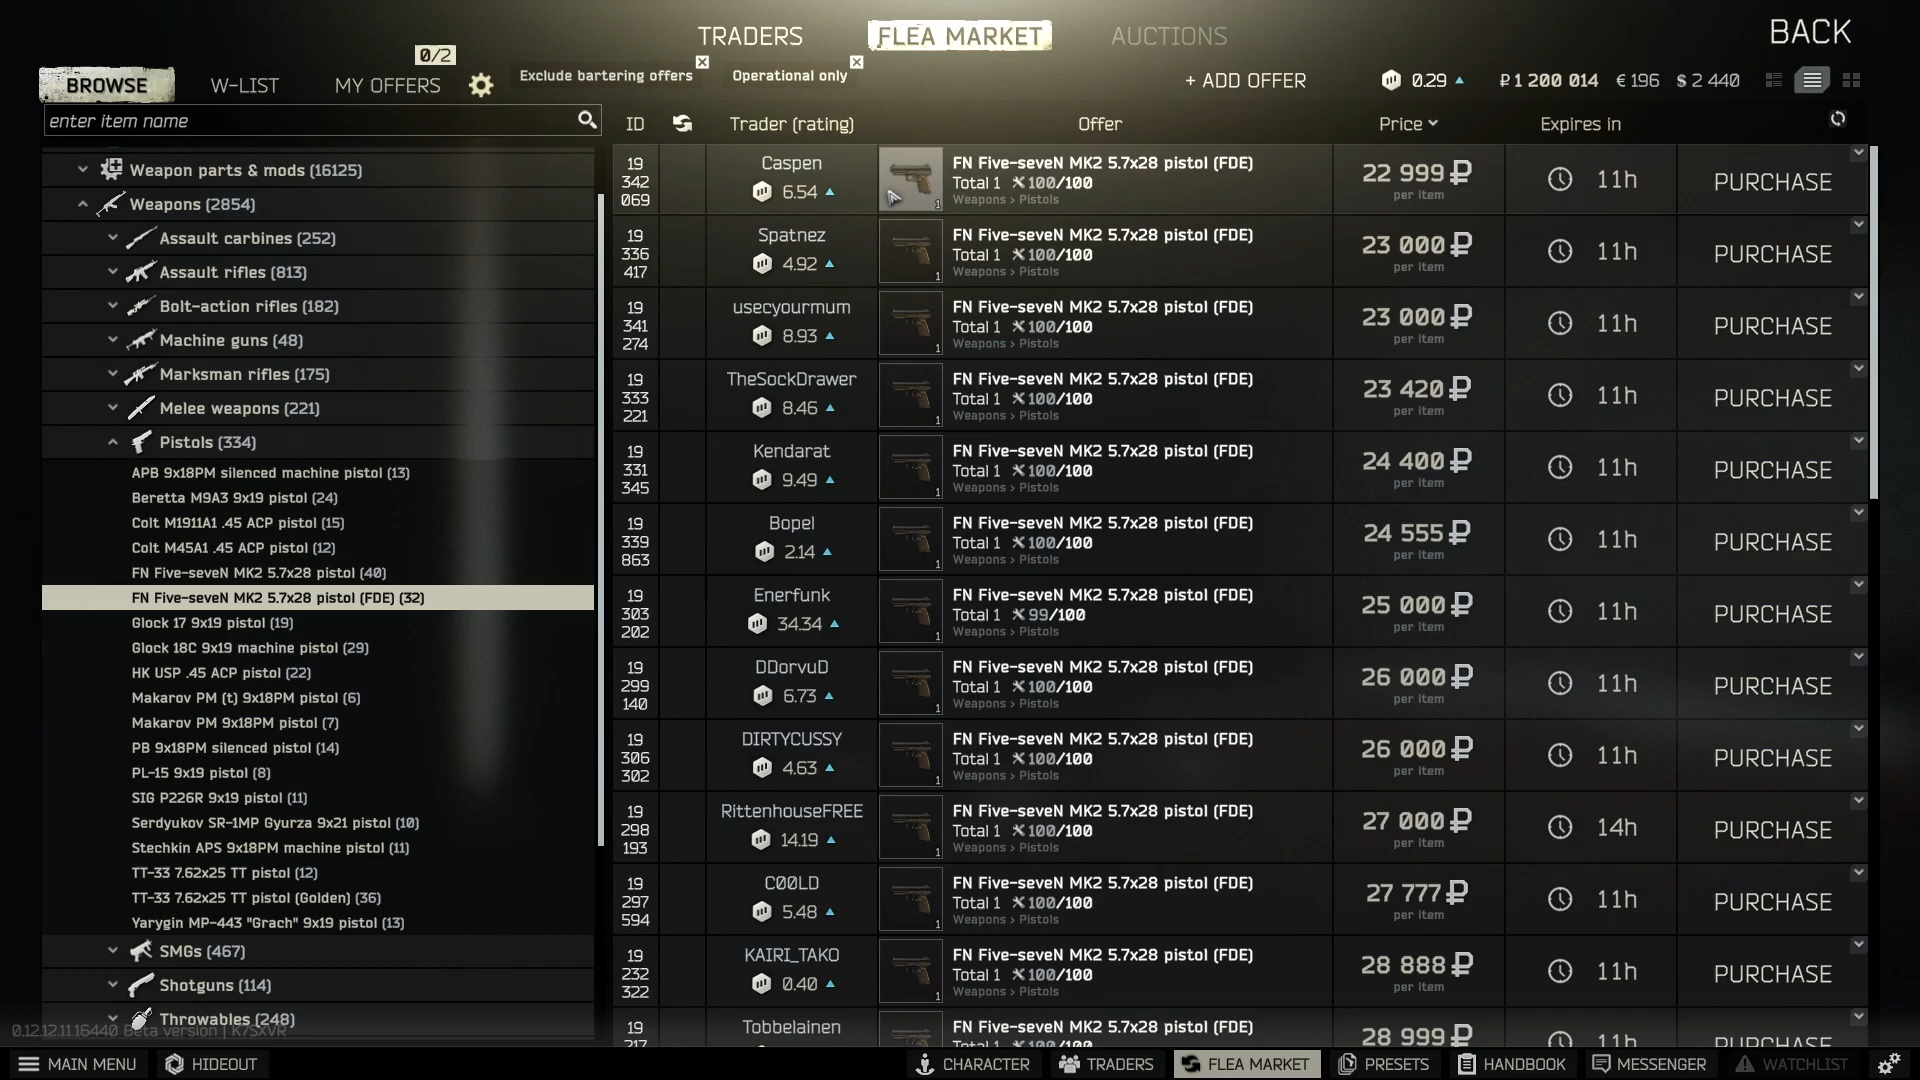 TRADERS
FLEA MARKET
AUCTIONS
BACK
0/2
BROWSE
W-LIST
MY OFFERS
Exclude bartering offers
Operational only
+ ADD OFFER
0.29
₽ 1 200 014
€ 196
$ 2 440
enter item name
ID
Trader (rating)
Offer
Price
Expires in
Weapon parts & mods (16125)
Weapons (2854)
Assault carbines (252)
Assault rifles (813)
Bolt-action rifles (182)
Machine guns (48)
Marksman rifles (175)
Melee weapons (221)
Pistols (334)
APB 9x18PM silenced machine pistol (13)
Beretta M9A3 9x19 pistol (24)
Colt M1911A1 .45 ACP pistol (15)
Colt M45A1 .45 ACP pistol (12)
FN Five-seveN MK2 5.7x28 pistol (40)
FN Five-seveN MK2 5.7x28 pistol (FDE) (32)
Glock 17 9x19 pistol (19)
Glock 18C 9x19 machine pistol (29)
HK USP .45 ACP pistol (22)
Makarov PM (t) 9x18PM pistol (6)
Makarov PM 9x18PM pistol (7)
PB 9x18PM silenced pistol (14)
PL-15 9x19 pistol (8)
SIG P226R 9x19 pistol (11)
Serdyukov SR-1MP Gyurza 9x21 pistol (10)
Stechkin APS 9x18PM machine pistol (11)
TT-33 7.62x25 TT pistol (12)
TT-33 7.62x25 TT pistol (Golden) (36)
Yarygin MP-443 "Grach" 9x19 pistol (13)
SMGs (467)
Shotguns (114)
Throwables (248)
0.12.12.11.16440 Beta version | K7SXVR
19
342
069
Caspen
6.54
1
FN Five-seveN MK2 5.7x28 pistol (FDE)
Total 1 100/100
Weapons > Pistols
22 999 ₽
per item
11h
PURCHASE
19
336
417
Spatnez
4.92
1
FN Five-seveN MK2 5.7x28 pistol (FDE)
Total 1 100/100
Weapons > Pistols
23 000 ₽
per item
11h
PURCHASE
19
341
274
usecyourmum
8.93
1
FN Five-seveN MK2 5.7x28 pistol (FDE)
Total 1 100/100
Weapons > Pistols
23 000 ₽
per item
11h
PURCHASE
19
333
221
TheSockDrawer
8.46
1
FN Five-seveN MK2 5.7x28 pistol (FDE)
Total 1 100/100
Weapons > Pistols
23 420 ₽
per item
11h
PURCHASE
19
331
345
Kendarat
9.49
1
FN Five-seveN MK2 5.7x28 pistol (FDE)
Total 1 100/100
Weapons > Pistols
24 400 ₽
per item
11h
PURCHASE
19
339
863
Bopel
2.14
1
FN Five-seveN MK2 5.7x28 pistol (FDE)
Total 1 100/100
Weapons > Pistols
24 555 ₽
per item
11h
PURCHASE
19
303
202
Enerfunk
34.34
1
FN Five-seveN MK2 5.7x28 pistol (FDE)
Total 1 99/100
Weapons > Pistols
25 000 ₽
per item
11h
PURCHASE
19
299
140
DDorvuD
6.73
1
FN Five-seveN MK2 5.7x28 pistol (FDE)
Total 1 100/100
Weapons > Pistols
26 000 ₽
per item
11h
PURCHASE
19
306
302
DIRTYCUSSY
4.63
1
FN Five-seveN MK2 5.7x28 pistol (FDE)
Total 1 100/100
Weapons > Pistols
26 000 ₽
per item
11h
PURCHASE
19
298
193
RittenhouseFREE
14.19
1
FN Five-seveN MK2 5.7x28 pistol (FDE)
Total 1 100/100
Weapons > Pistols
27 000 ₽
per item
14h
PURCHASE
19
297
594
C00LD
5.48
1
FN Five-seveN MK2 5.7x28 pistol (FDE)
Total 1 100/100
Weapons > Pistols
27 777 ₽
per item
11h
PURCHASE
19
232
322
KAIRI_TAKO
0.40
1
FN Five-seveN MK2 5.7x28 pistol (FDE)
Total 1 100/100
Weapons > Pistols
28 888 ₽
per item
11h
PURCHASE
19
217
Tobbelainen
FN Five-seveN MK2 5.7x28 pistol (FDE)
Total 1 100/100
28 999 ₽
11h
PURCHASE
MAIN MENU
HIDEOUT
CHARACTER
TRADERS
FLEA MARKET
PRESETS
HANDBOOK
MESSENGER
WATCHLIST